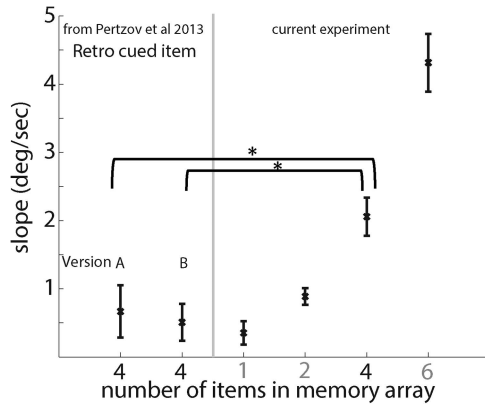 5
from Pertzov et al 2013
current experiment
Retro cued item
4
3
*
*
2
Version A
B
1
slope (deg/sec)
4 4 1 2 4 6
number of items in memory array